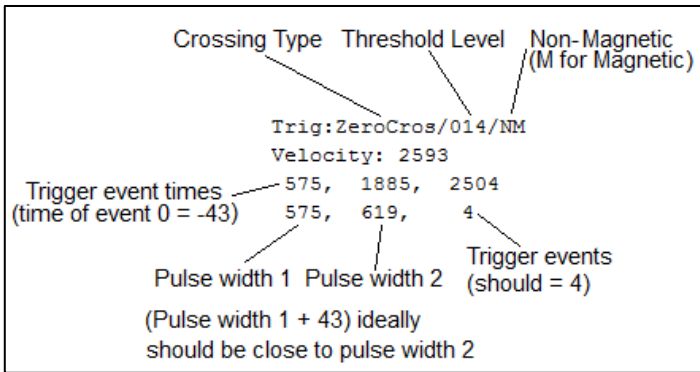 Crossing Type Threshold Level Non-Magnetic
(M for Magnetic)
Trig:ZeroCros/014/NM
Velocity: 2593
Trigger event times 575, 1885, 2504
(time of event 0 = -43) 575, 619, 4
Trigger events
(should = 4)
Pulse width 1 Pulse width 2
(Pulse width 1 + 43) ideally
should be close to pulse width 2